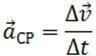 a⃗_CP = Δv⃗ / Δt